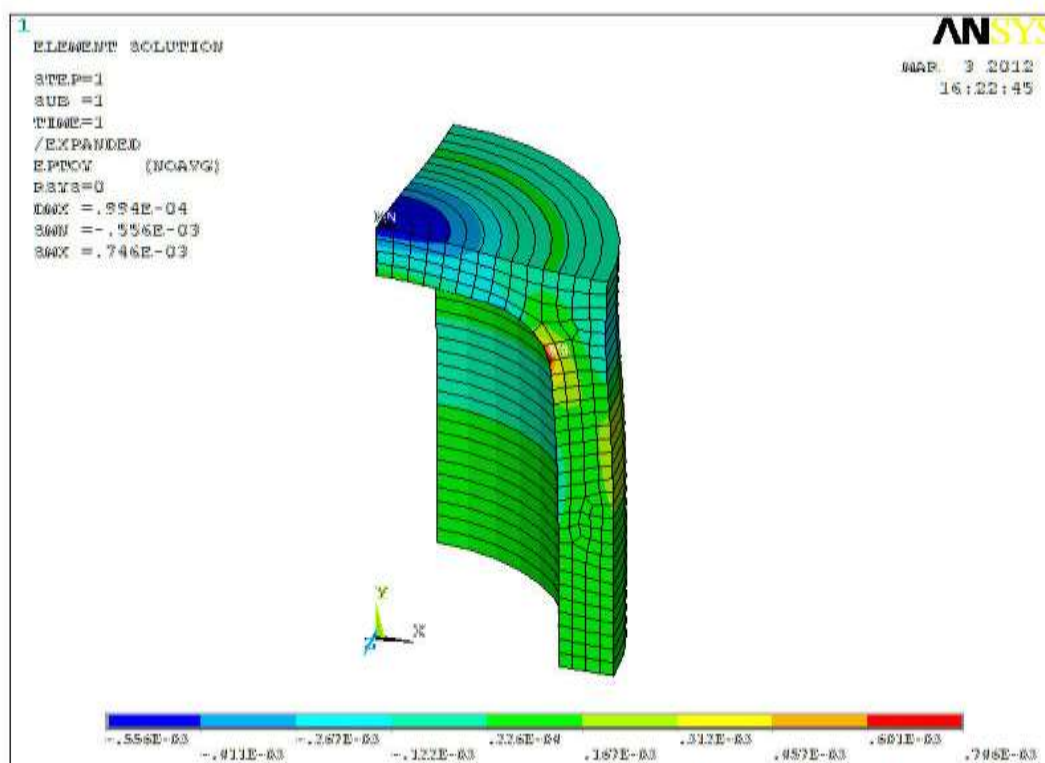 1
ELEMENT SOLUTION
STEP=1
SUB =1
TIME=1
/EXPANDED
EPTOY (NOAVG)
RSYS=0
DMX =.994E-04
SMN =-.556E-03
SMX =.746E-03
ANSYS
MAR 3 2012
16:22:45
MN
Y
X
Z
-.556E-03
-.411E-03
-.267E-03
-.122E-03
.226E-04
.167E-03
.312E-03
.457E-03
.601E-03
.746E-03